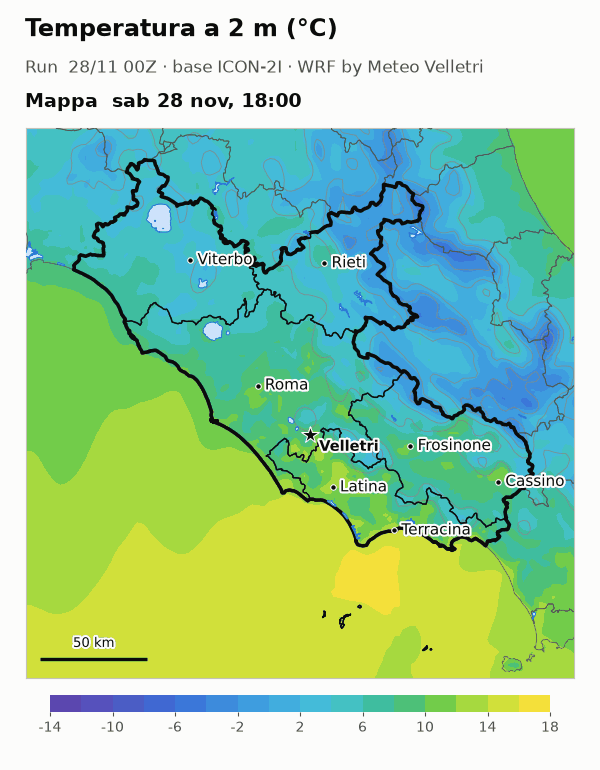 Temperatura a 2 m (°C)
Run  28/11 00Z · base ICON-2I · WRF by Meteo Velletri
Mappa  sab 28 nov, 18:00
Viterbo
Rieti
Roma
Velletri
Frosinone
Latina
Cassino
Terracina
50 km
-14 -10 -6 -2 2 6 10 14 18